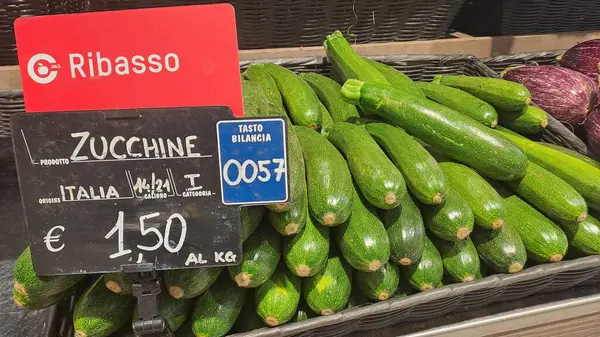 Ribasso
ZUCCHINE
PRODOTTO
TASTO
BILANCIA
0057
ITALIA 14/21 I
ORIGINE CALIBRO CATEGORIA
€ 1,50 AL KG